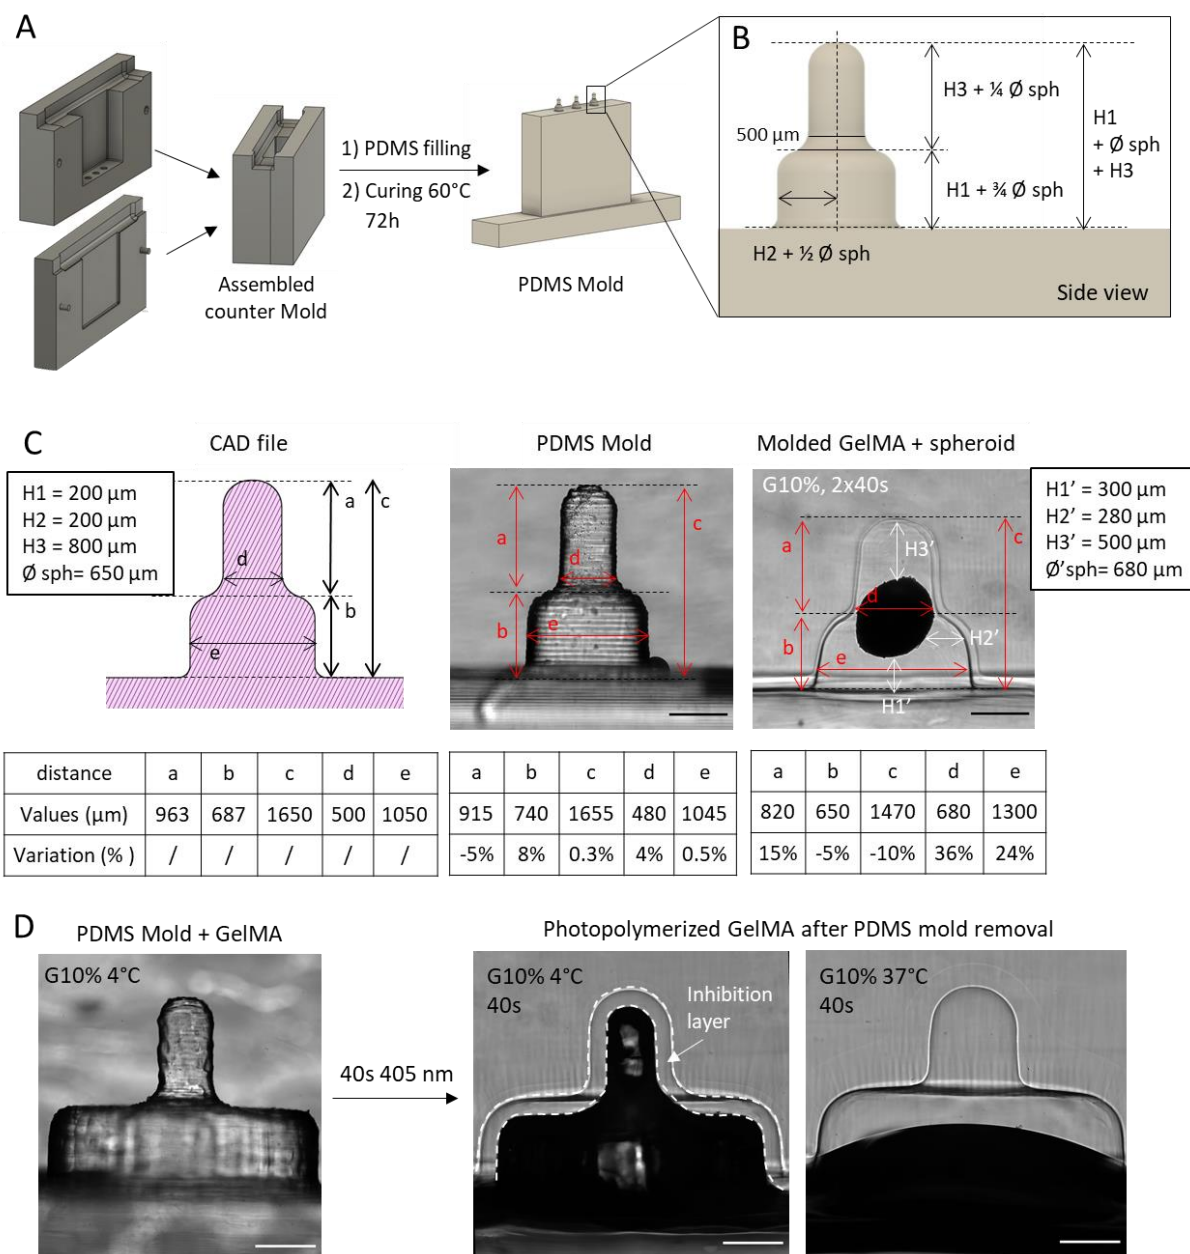 A
1) PDMS filling
2) Curing 60°C
72h
Assembled
counter Mold
PDMS Mold
B
500 µm
H3 + ¼ Ø sph
H1 + ¾ Ø sph
H2 + ½ Ø sph
H1
+ Ø sph
+ H3
Side view
C
CAD file
H1 = 200 µm
H2 = 200 µm
H3 = 800 µm
Ø sph= 650 µm
a
c
d
b
e
PDMS Mold
a
c
d
b
e
Molded GelMA + spheroid
G10%, 2x40s
a
H3'
c
d
b
H2'
e
H1'
H1' = 300 µm
H2' = 280 µm
H3' = 500 µm
Ø'sph= 680 µm
distance a b c d e
Values (µm) 963 687 1650 500 1050
Variation (% ) / / / / /
a b c d e
915 740 1655 480 1045
-5% 8% 0.3% 4% 0.5%
a b c d e
820 650 1470 680 1300
15% -5% -10% 36% 24%
D
PDMS Mold + GelMA
G10% 4°C
40s 405 nm
Photopolymerized GelMA after PDMS mold removal
G10% 4°C
40s
Inhibition
layer
G10% 37°C
40s